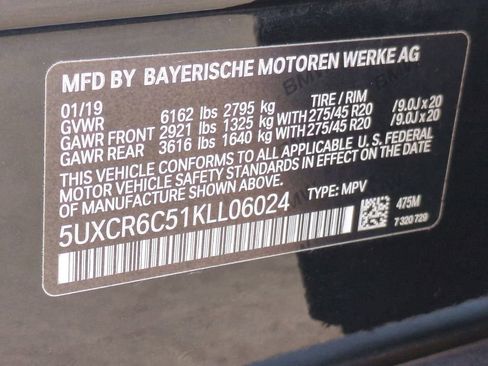 MFD BY BAYERISCHE MOTOREN WERKE AG
01/19 TIRE / RIM
GVWR 6162 lbs 2795 kg
GAWR FRONT 2921 lbs 1325 kg WITH 275/45 R20 /9.0J x 20
GAWR REAR 3616 lbs 1640 kg WITH 275/45 R20 /9.0J x 20
THIS VEHICLE CONFORMS TO ALL APPLICABLE U.S. FEDERAL
MOTOR VEHICLE SAFETY STANDARDS IN EFFECT ON THE DATE
OF MANUFACTURE SHOWN ABOVE.
5UXCR6C51KLL06024 TYPE: MPV
475M
7 320 729